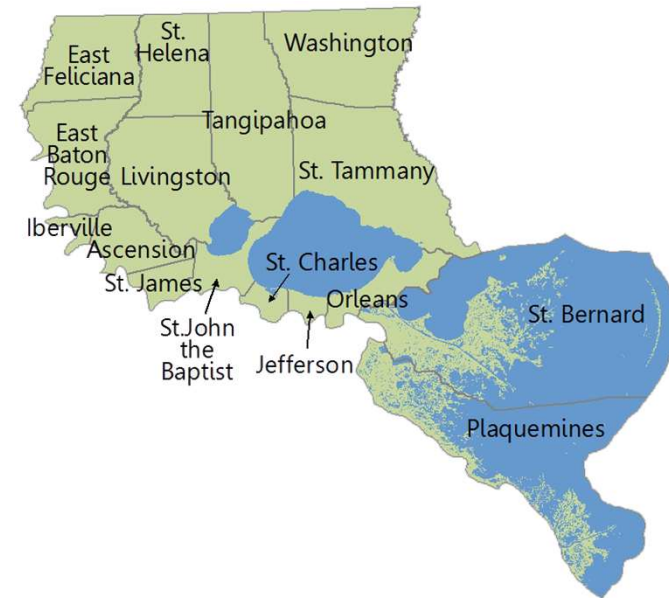 St.
Helena
Washington
East
Feliciana
Tangipahoa
East
Baton
Rouge
Livingston
St. Tammany
Iberville
Ascension
St. James
St. Charles
Orleans
St. Bernard
St.John
the
Baptist
Jefferson
Plaquemines